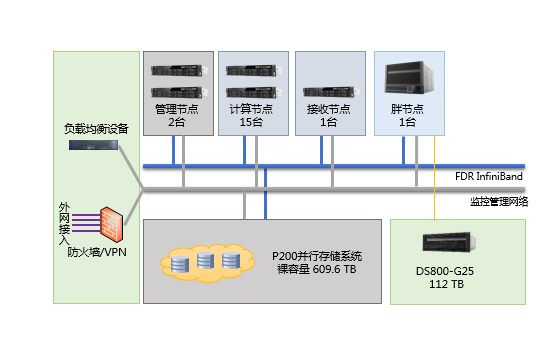 管理节点
2台
计算节点
15台
接收节点
1台
胖节点
1台
负载均衡设备
FDR InfiniBand
监控管理网络
外网接入
防火墙/VPN
P200并行存储系统
裸容量 609.6 TB
DS800-G25
112 TB